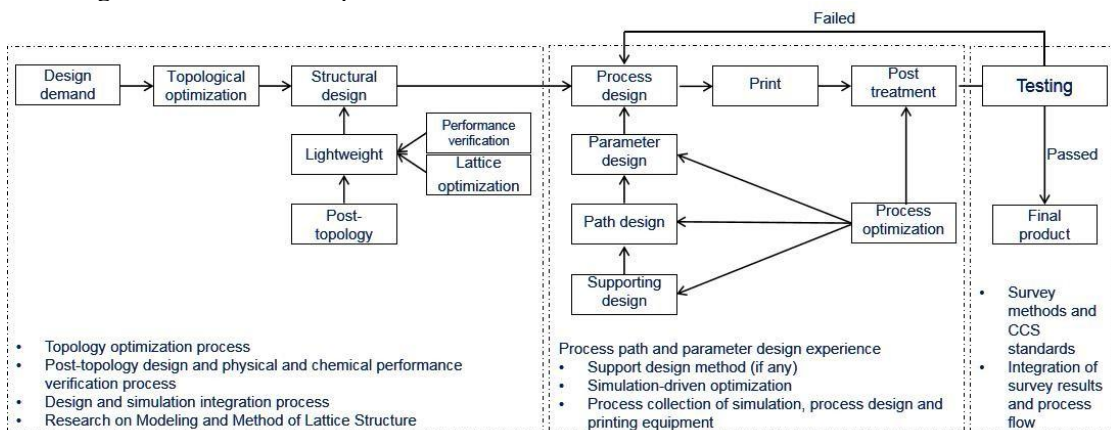 Failed
Design
demand
Topological
optimization
Structural
design
Process
design
Print
Post
treatment
Testing
Performance
verification
Lightweight
Lattice
optimization
Parameter
design
Passed
Post-
topology
Path design
Process
optimization
Final
product
Supporting
design
• Topology optimization process
• Post-topology design and physical and chemical performance
verification process
• Design and simulation integration process
• Research on Modeling and Method of Lattice Structure
Process path and parameter design experience
• Support design method (if any)
• Simulation-driven optimization
• Process collection of simulation, process design and
printing equipment
• Survey
methods and
CCS
standards
• Integration of
survey results
and process
flow